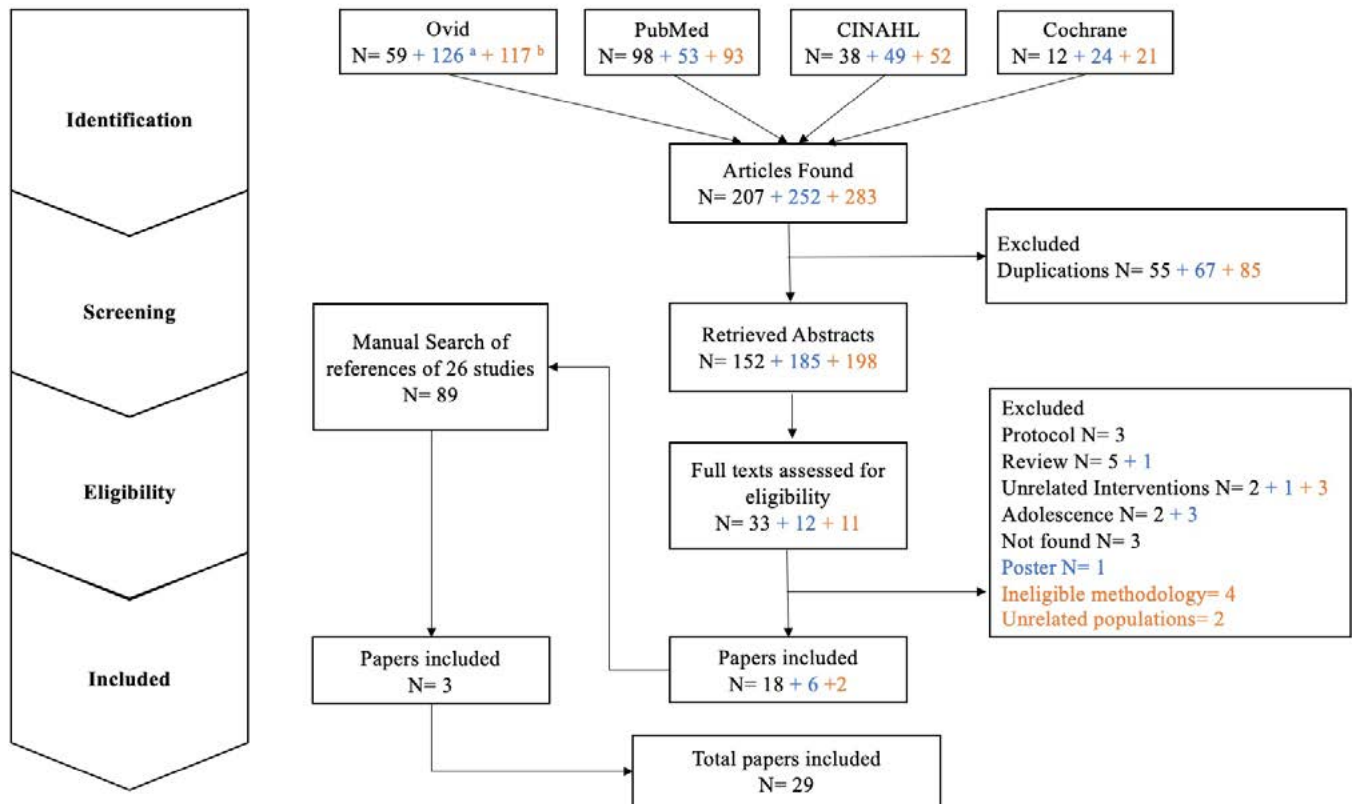 Identification
Screening
Eligibility
Included
Ovid
N= 59 + 126 a + 117 b
PubMed
N= 98 + 53 + 93
CINAHL
N= 38 + 49 + 52
Cochrane
N= 12 + 24 + 21
Articles Found
N= 207 + 252 + 283
Excluded
Duplications N= 55 + 67 + 85
Retrieved Abstracts
N= 152 + 185 + 198
Manual Search of
references of 26 studies
N= 89
Full texts assessed for
eligibility
N= 33 + 12 + 11
Excluded
Protocol N= 3
Review N= 5 + 1
Unrelated Interventions N= 2 + 1 + 3
Adolescence N= 2 + 3
Not found N= 3
Poster N= 1
Ineligible methodology= 4
Unrelated populations= 2
Papers included
N= 3
Papers included
N= 18 + 6 +2
Total papers included
N= 29